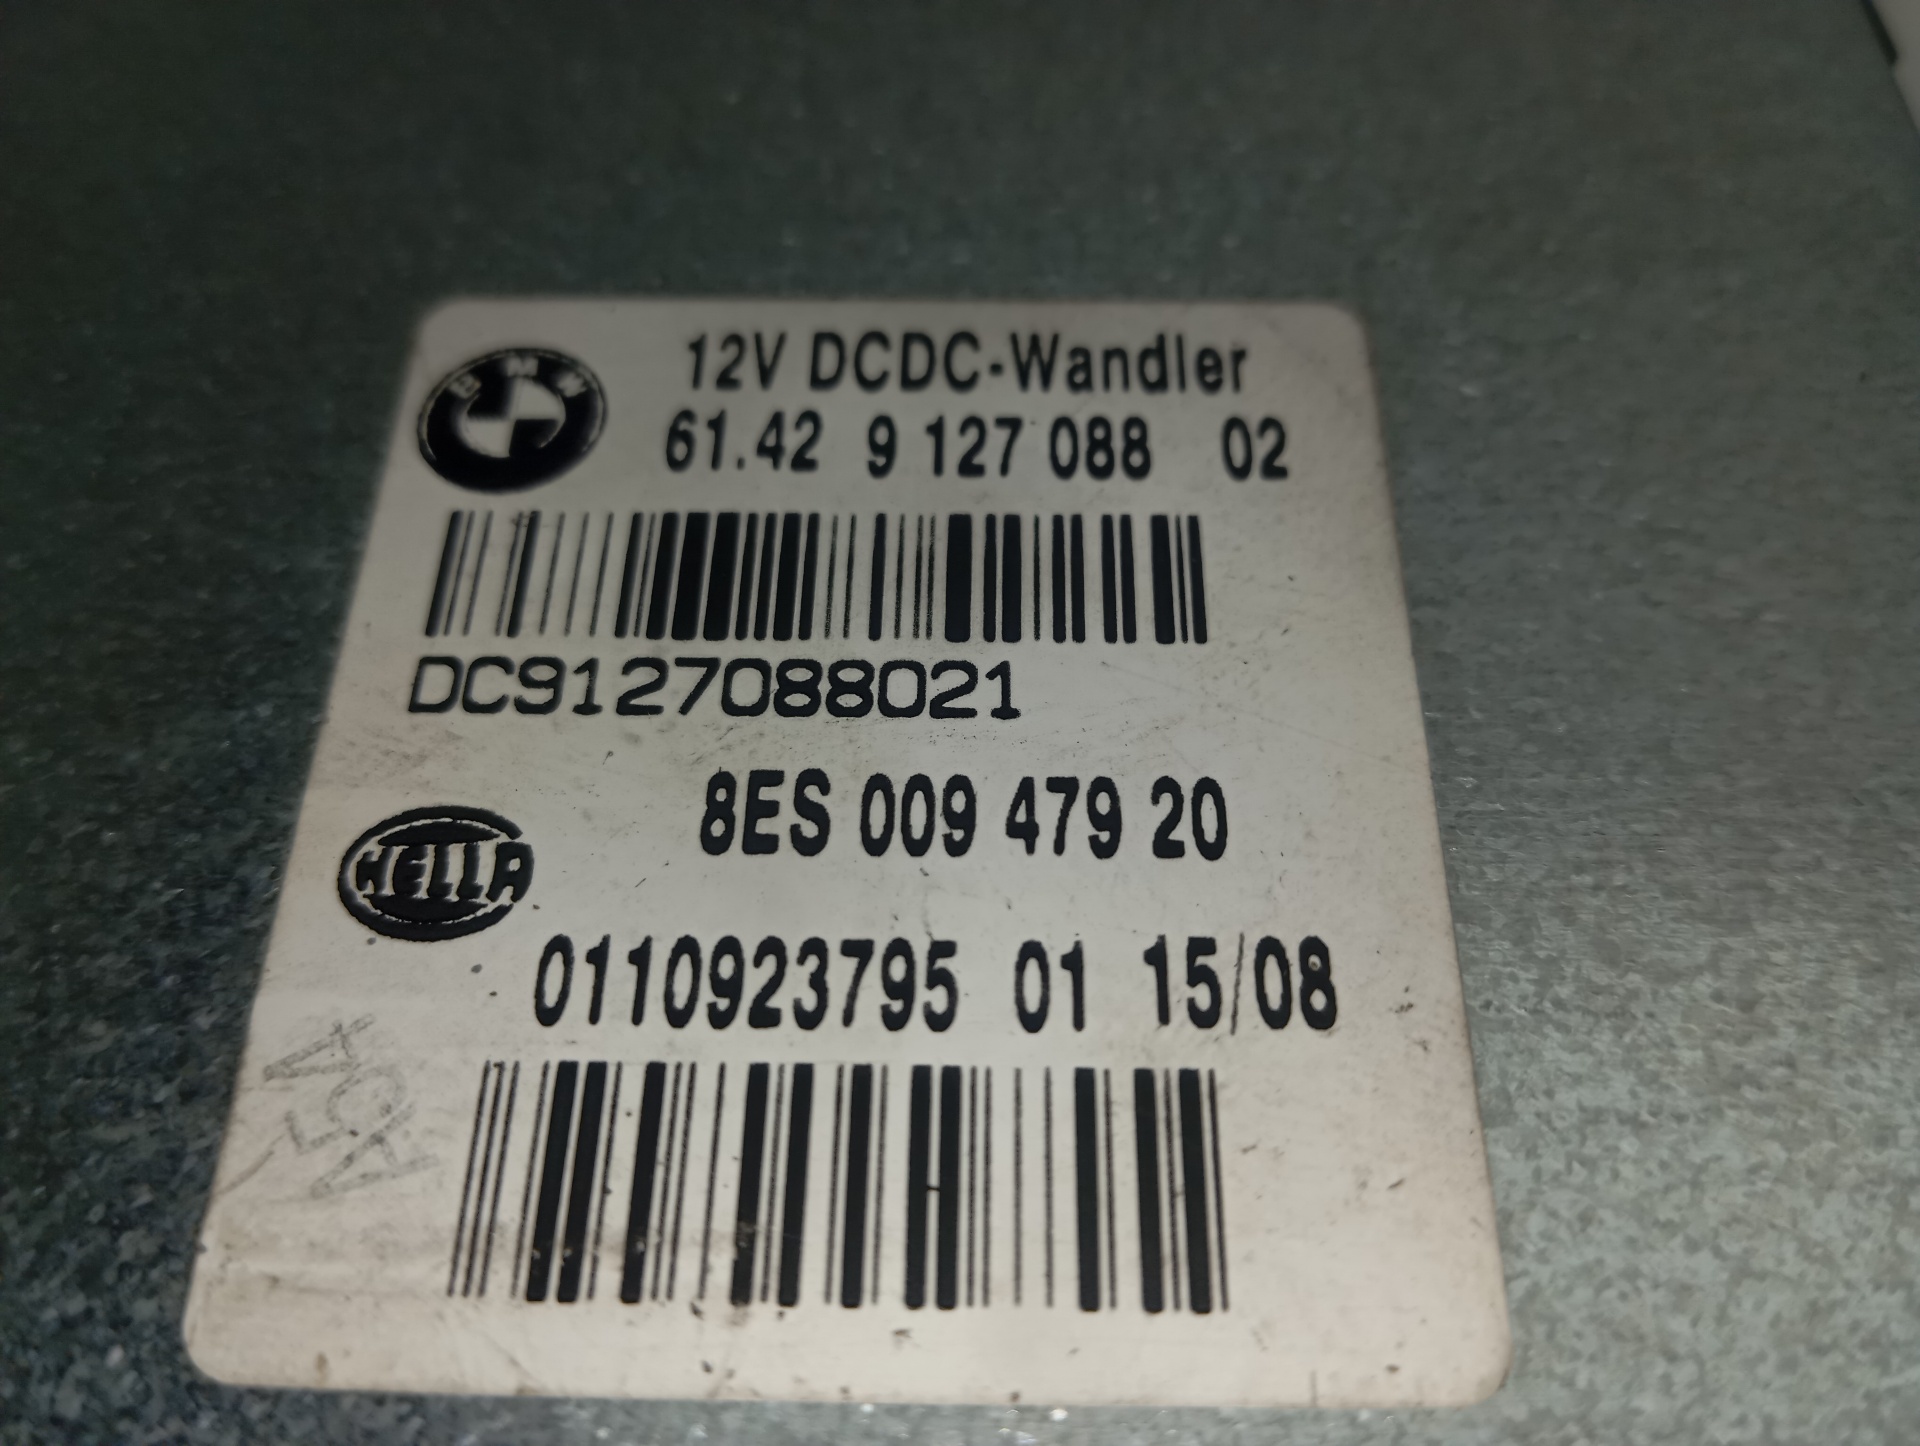 BMW
12V DCDC-Wandler
61.42 9 127 088 02
DC9127088021
8ES 009 479 20
HELLA
0110923795 01 15/08